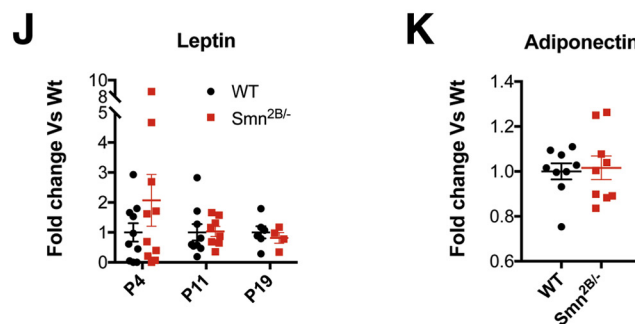 J
Leptin
Fold change Vs Wt
10
8
5
4
3
2
1
0
WT
Smn2B/-
P4
P11
P19
K
Adiponectin
Fold change Vs Wt
1.4
1.2
1.0
0.8
0.6
WT
Smn2B/-